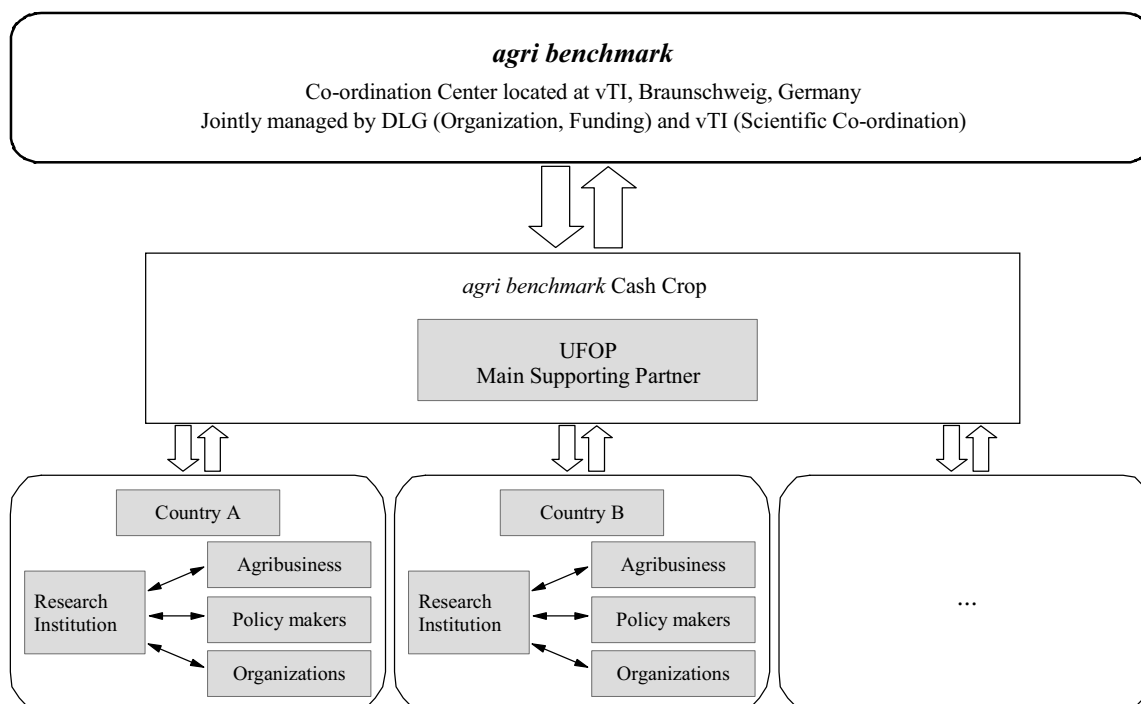 agri benchmark
Co-ordination Center located at vTI, Braunschweig, Germany
Jointly managed by DLG (Organization, Funding) and vTI (Scientific Co-ordination)
agri benchmark Cash Crop
UFOP
Main Supporting Partner
Country A
Agribusiness
Research
Institution
Policy makers
Organizations
Country B
Agribusiness
Research
Institution
Policy makers
Organizations
...